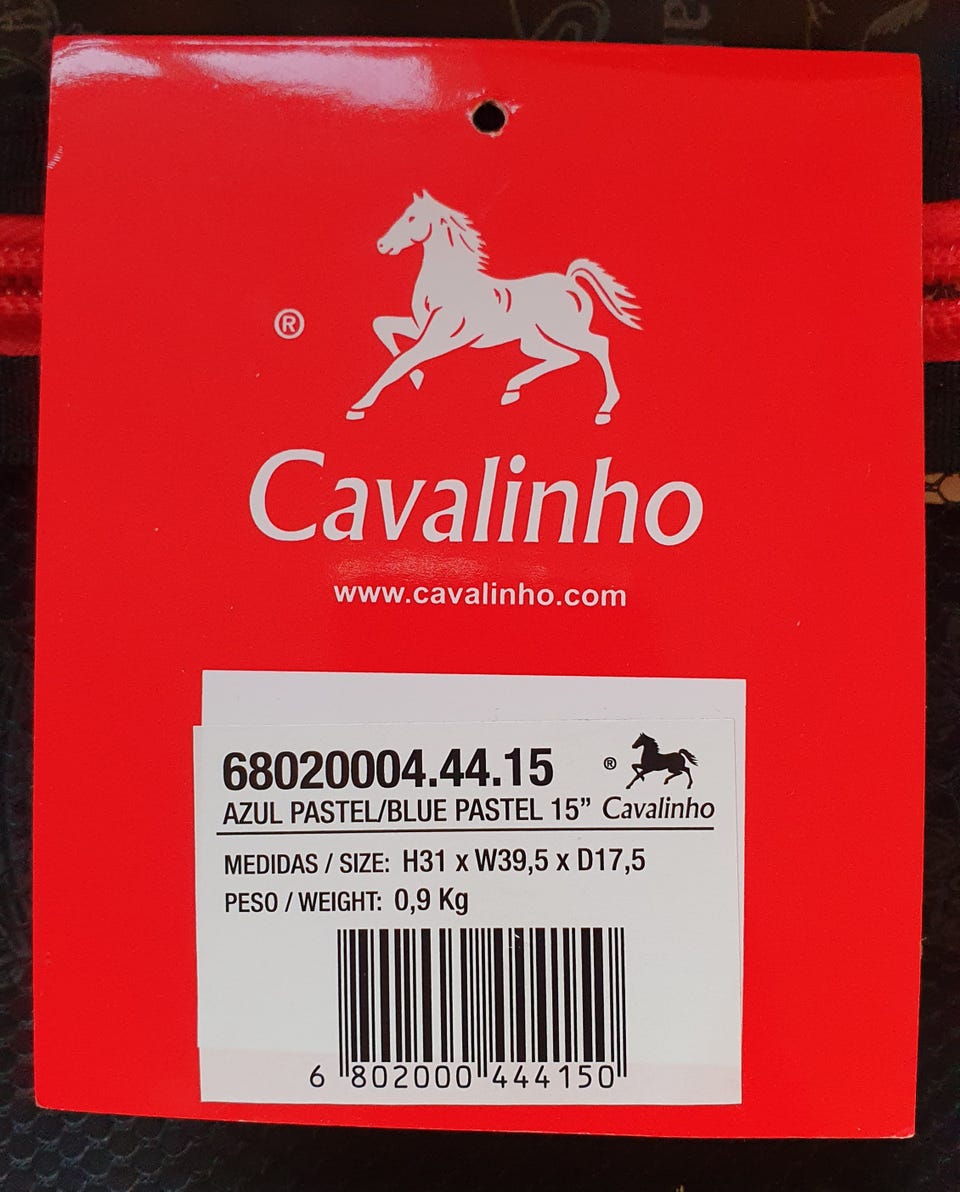 ®
Cavalinho
www.cavalinho.com
68020004.44.15
®
AZUL PASTEL/BLUE PASTEL 15” Cavalinho
MEDIDAS / SIZE: H31 x W39,5 x D17,5
PESO / WEIGHT: 0,9 Kg
6 802000 444150